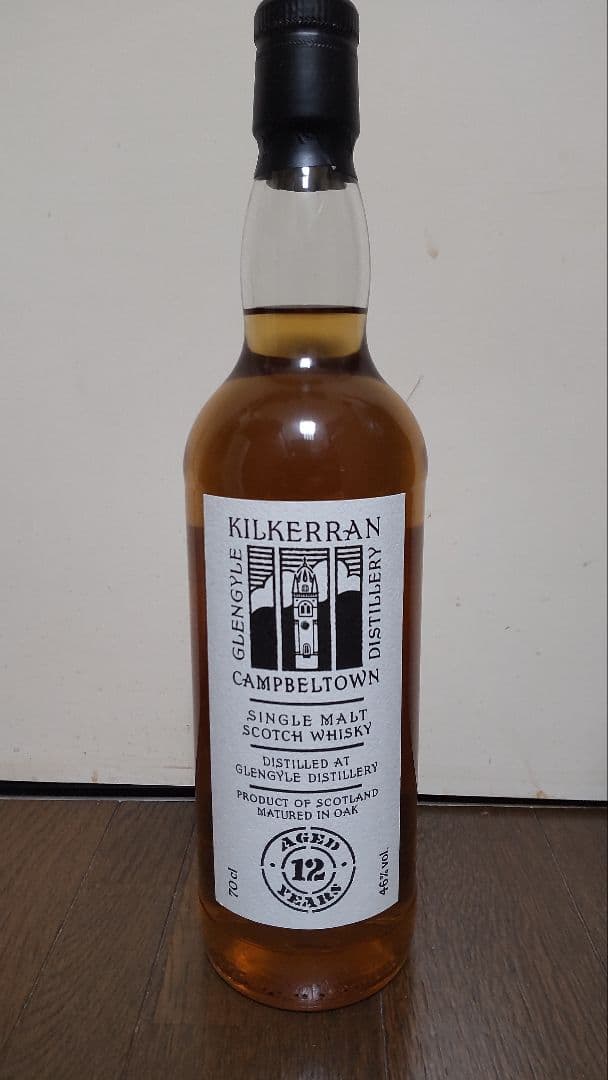 KILKERRAN
GLENGYLE
DISTILLERY
CAMPBELTOWN
SINGLE MALT
SCOTCH WHISKY
DISTILLED AT
GLENGYLE DISTILLERY
PRODUCT OF SCOTLAND
MATURED IN OAK
AGED
12
YEARS
70cl
46% vol.